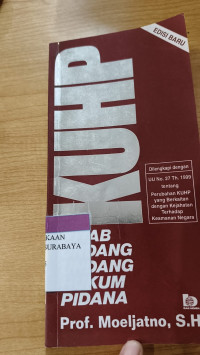 EDISI BARU
KUHP
Dilengkapi dengan
UU No. 27 Th. 1999
tentang
Perubahan KUHP
yang Berkaitan
dengan Kejahatan
Terhadap
Keamanan Negara
AB
DANG
DANG
KUM
PIDANA
KAAN
SURABAYA
Prof. Moeljatno, S.H